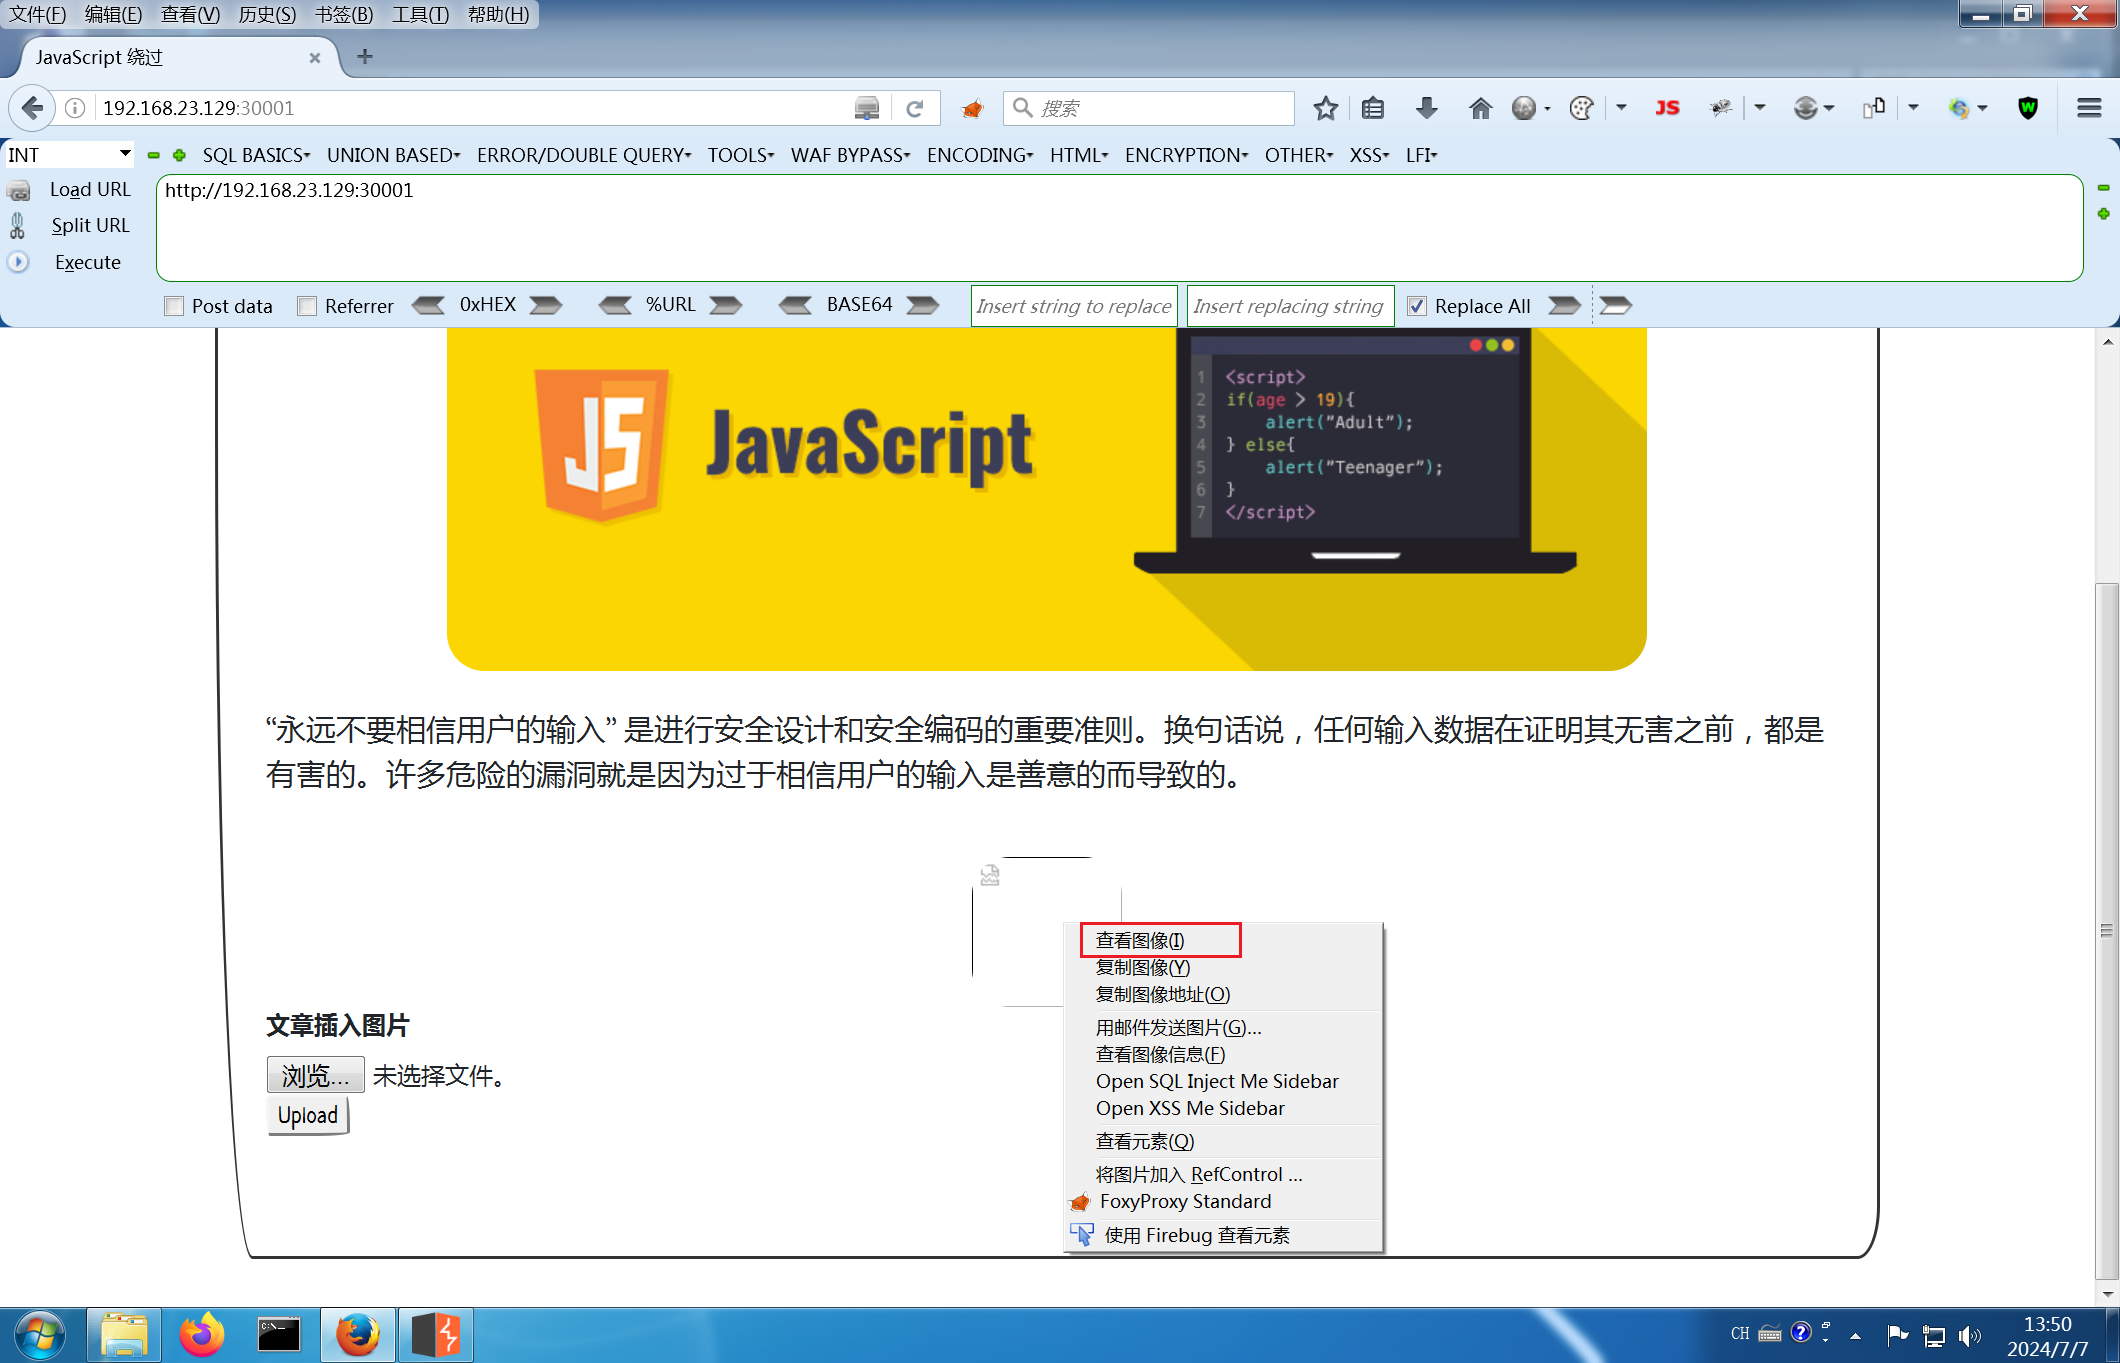 文件(F) 编辑(E) 查看(V) 历史(S) 书签(B) 工具(T) 帮助(H)
JavaScript 绕过
192.168.23.129:30001
搜索
JS
W
INT
SQL BASICS
UNION BASED
ERROR/DOUBLE QUERY
TOOLS
WAF BYPASS
ENCODING
HTML
ENCRYPTION
OTHER
XSS
LFI
Load URL
http://192.168.23.129:30001
Split URL
Execute
Post data
Referrer
0xHEX
%URL
BASE64
Insert string to replace
Insert replacing string
Replace All
JS
JavaScript
1 <script>
2 if(age > 19){
3 alert("Adult");
4 } else{
5 alert("Teenager");
6 }
7 </script>
“永远不要相信用户的输入” 是进行安全设计和安全编码的重要准则。换句话说，任何输入数据在证明其无害之前，都是
有害的。许多危险的漏洞就是因为过于相信用户的输入是善意的而导致的。
查看图像(I)
复制图像(Y)
复制图像地址(O)
用邮件发送图片(G)...
查看图像信息(F)
Open SQL Inject Me Sidebar
Open XSS Me Sidebar
查看元素(Q)
将图片加入 RefControl ...
FoxyProxy Standard
使用 Firebug 查看元素
文章插入图片
浏览... 未选择文件。
Upload
CH
13:50
2024/7/7